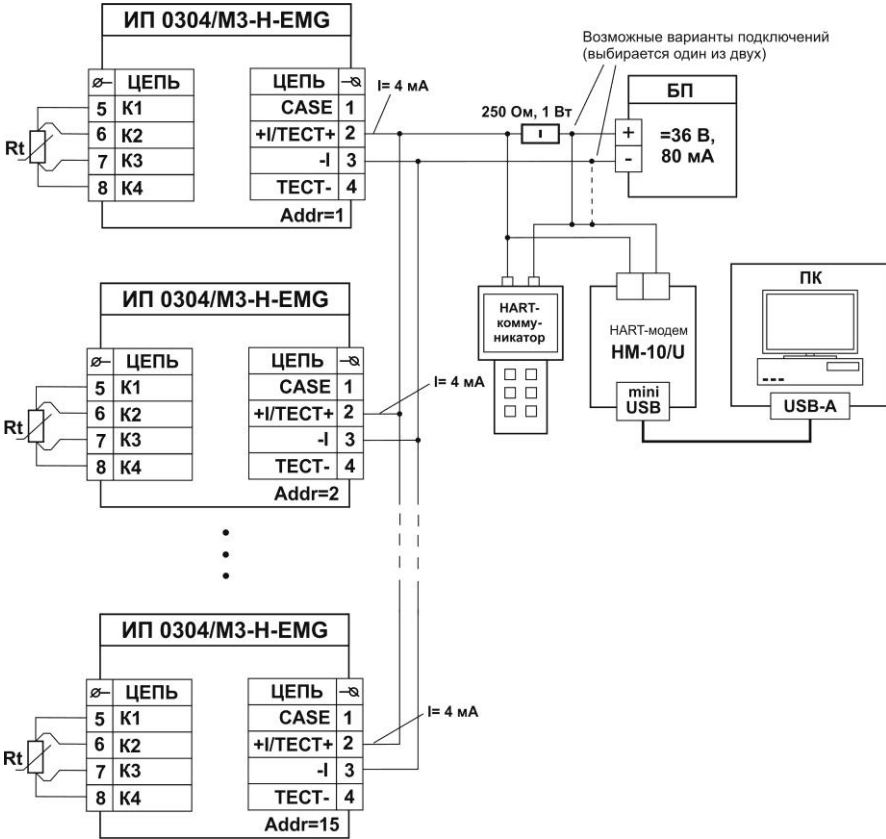 ИП 0304/М3-Н-EMG
ЦЕПЬ
5 К1
6 К2
7 К3
8 К4
Rt
ЦЕПЬ
CASE 1
+I/ТЕСТ+ 2
-I 3
ТЕСТ- 4
Addr=1
I= 4 мА
250 Ом, 1 Вт
Возможные варианты подключений
(выбирается один из двух)
БП
+
-
=36 В,
80 мА
HART-
комму-
никатор
HART-модем
HM-10/U
mini
USB
ПК
USB-A
ИП 0304/М3-Н-EMG
ЦЕПЬ
5 К1
6 К2
7 К3
8 К4
Rt
ЦЕПЬ
CASE 1
+I/ТЕСТ+ 2
-I 3
ТЕСТ- 4
Addr=2
I= 4 мА
ИП 0304/М3-Н-EMG
ЦЕПЬ
5 К1
6 К2
7 К3
8 К4
Rt
ЦЕПЬ
CASE 1
+I/ТЕСТ+ 2
-I 3
ТЕСТ- 4
Addr=15
I= 4 мА